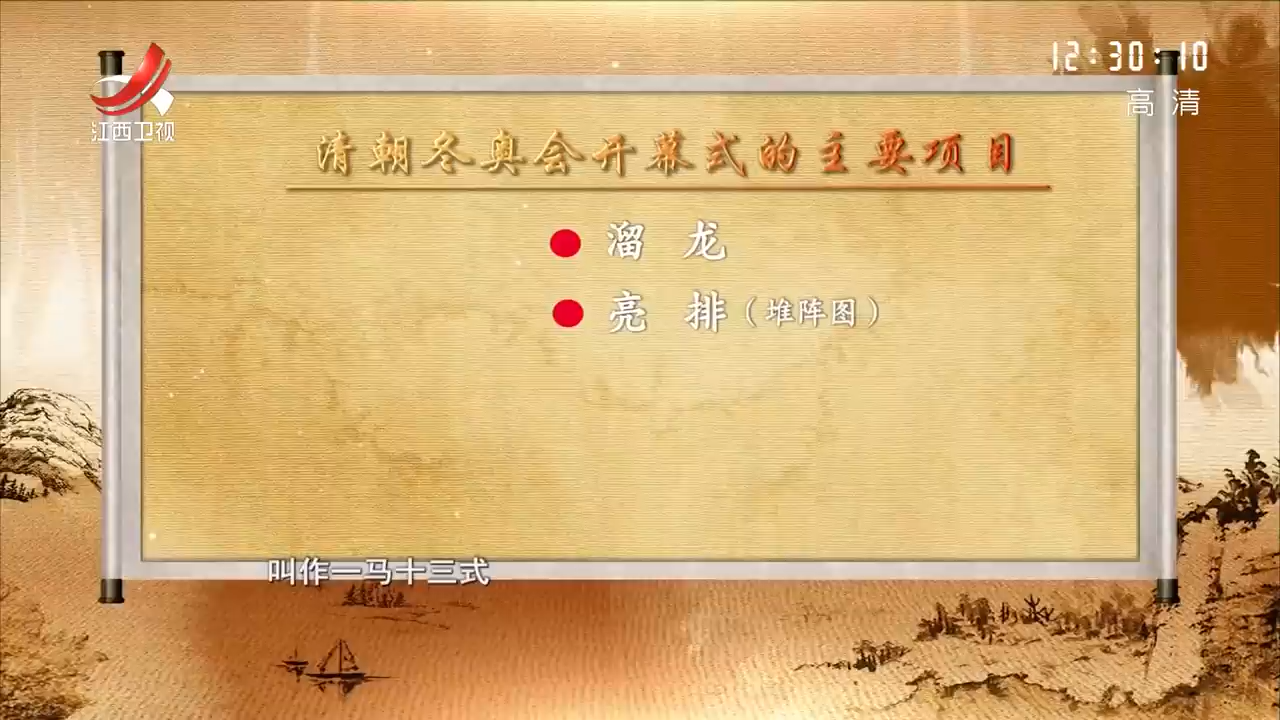 12:30:10
高清
江西卫视
清朝冬奥会开幕式的主要项目
溜 龙
亮 排（堆阵图）
叫作一马十三式